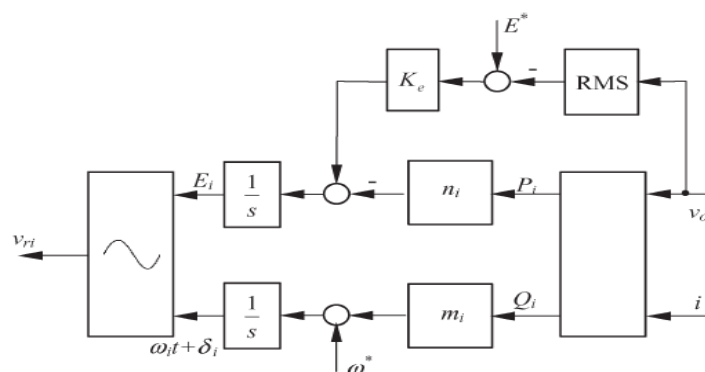 E*
K_e
-
RMS
E_i
1/s
-
n_i
P_i
v_o
v_ri
1/s
m_i
Q_i
i
ω_i t+δ_i
ω*